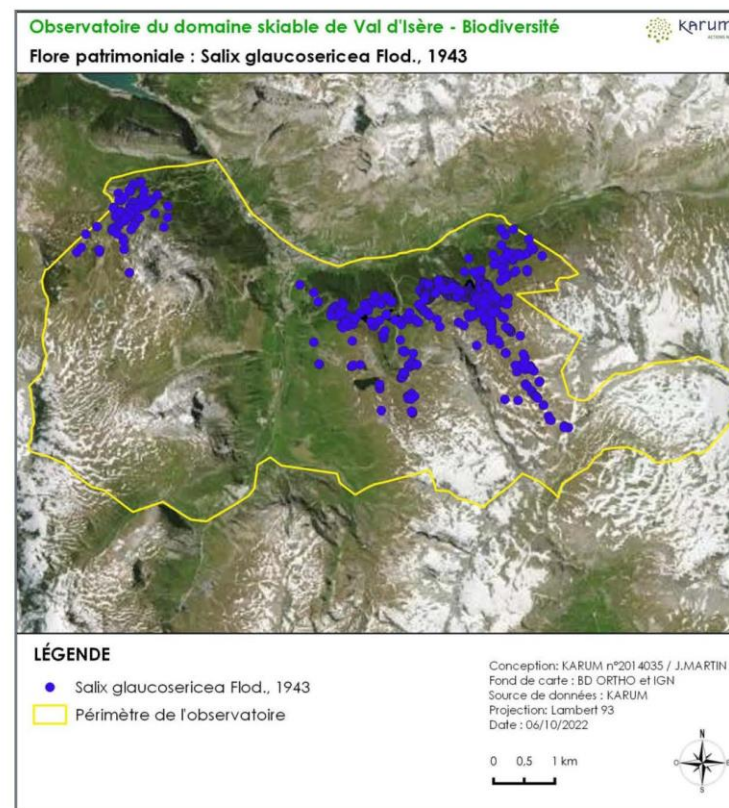 Observatoire du domaine skiable de Val d'Isère - Biodiversité
KARUM
Flore patrimoniale : Salix glaucosericea Flod., 1943
LÉGENDE
Salix glaucosericea Flod., 1943
Périmètre de l'observatoire
Conception: KARUM n°2014035 / J.MARTIN
Fond de carte : BD ORTHO et IGN
Source de données : KARUM
Projection: Lambert 93
Date : 06/10/2022
0 0,5 1 km
N
O E
S